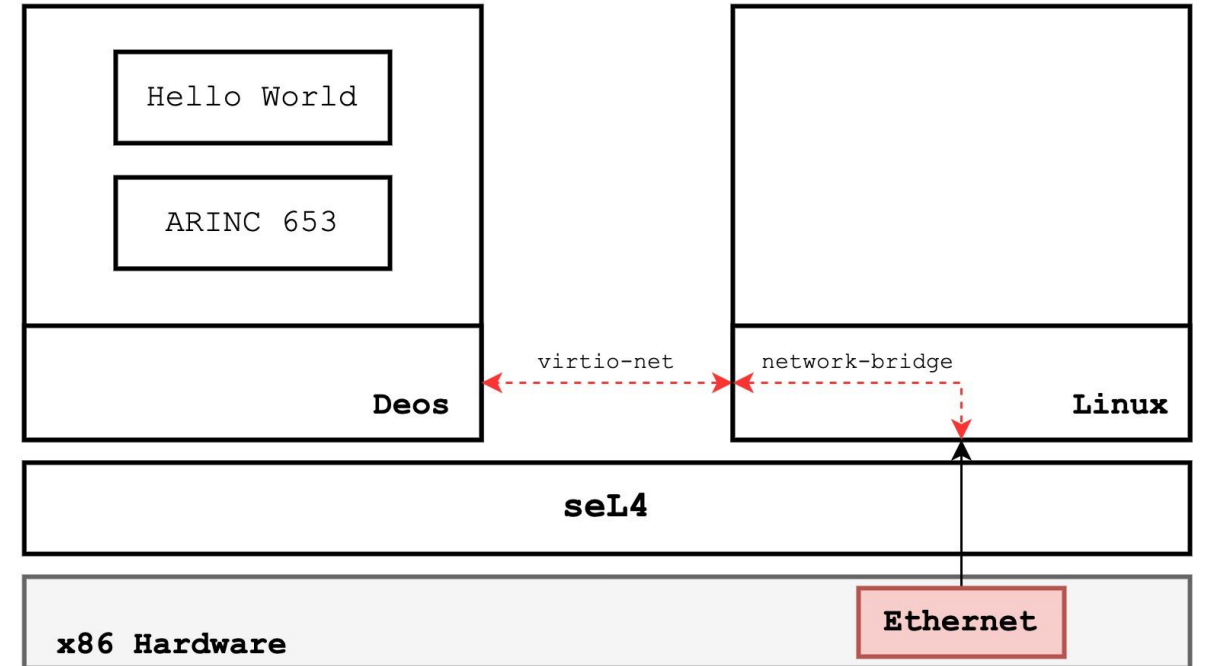 Hello World
ARINC 653
virtio-net
network-bridge
Deos
Linux
seL4
Ethernet
x86 Hardware